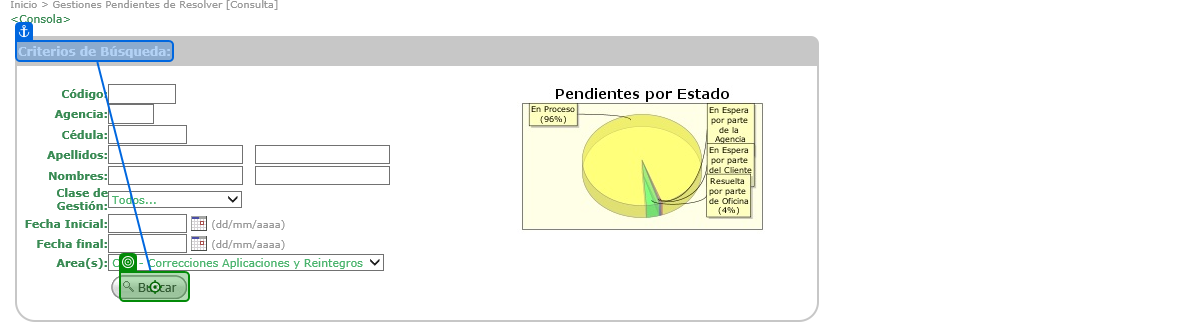 Inicio > Gestiones Pendientes de Resolver [Consulta]
<Consola>
Criterios de Búsqueda:
Código:
Agencia:
Cédula:
Apellidos:
Nombres:
Clase de Gestión: Todos...
Fecha Inicial: (dd/mm/aaaa)
Fecha final: (dd/mm/aaaa)
Area(s): - Correcciones Aplicaciones y Reintegros
Buscar
Pendientes por Estado
En Proceso
(96%)
En Espera
por parte
de la
Agencia
En Espera
por parte
del Cliente
Resuelta
por parte
de Oficina
(4%)